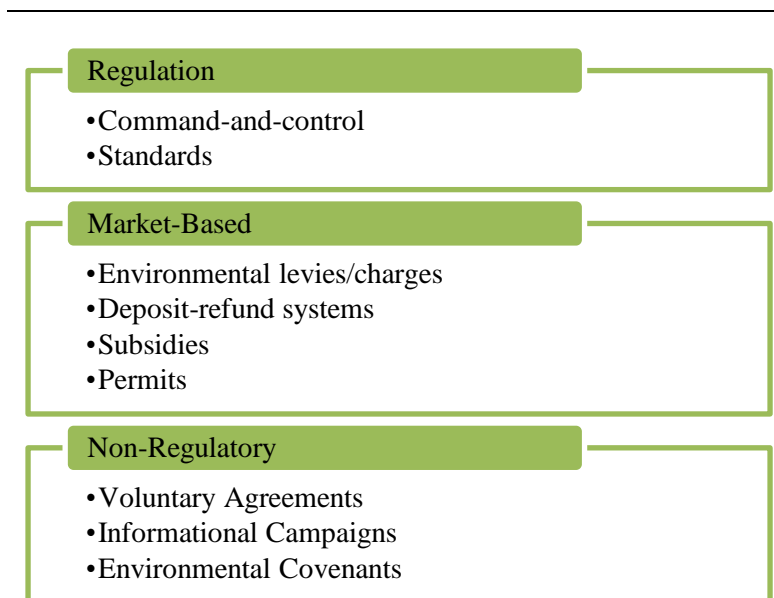 Regulation
•Command-and-control
•Standards
Market-Based
•Environmental levies/charges
•Deposit-refund systems
•Subsidies
•Permits
Non-Regulatory
•Voluntary Agreements
•Informational Campaigns
•Environmental Covenants